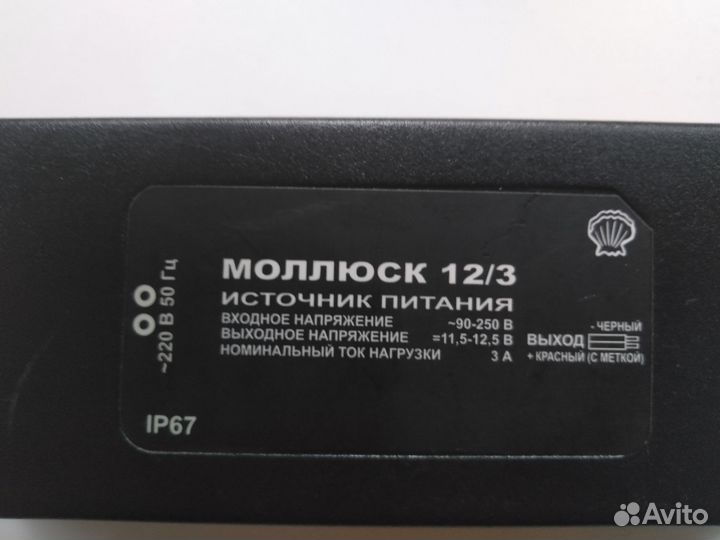 МОЛЛЮСК 12/3
ИСТОЧНИК ПИТАНИЯ
ВХОДНОЕ НАПРЯЖЕНИЕ ~90-250 В
ВЫХОДНОЕ НАПРЯЖЕНИЕ =11,5-12,5 В
НОМИНАЛЬНЫЙ ТОК НАГРУЗКИ 3 А
- ЧЕРНЫЙ
ВЫХОД
+ КРАСНЫЙ (С МЕТКОЙ)
~220 В 50 Гц
IP67
Avito